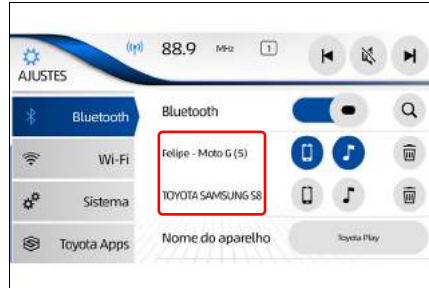 88.9 MHz 1
AJUSTES
Bluetooth
Bluetooth
Wi-Fi
Felipe - Moto G (5)
Sistema
TOYOTA SAMSUNG S8
Toyota Apps
Nome do aparelho
Toyota Play